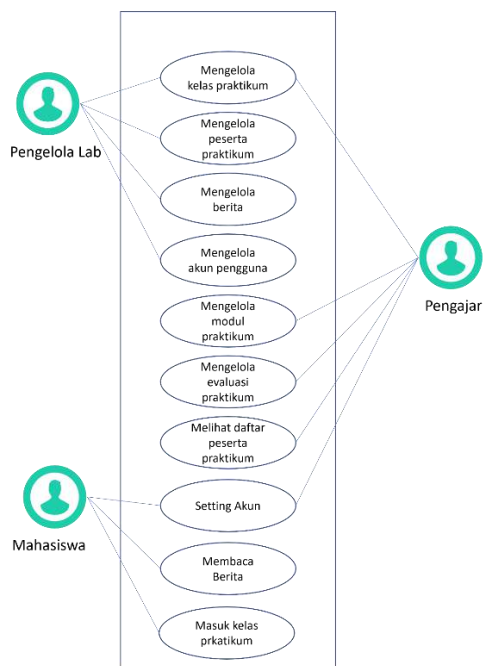 Mengelola
kelas praktikum
Pengelola Lab
Mengelola
peserta
praktikum
Mengelola
berita
Mengelola
akun pengguna
Pengajar
Mengelola
modul
praktikum
Mengelola
evaluasi
praktikum
Melihat daftar
peserta
praktikum
Setting Akun
Mahasiswa
Membaca
Berita
Masuk kelas
prkatikum